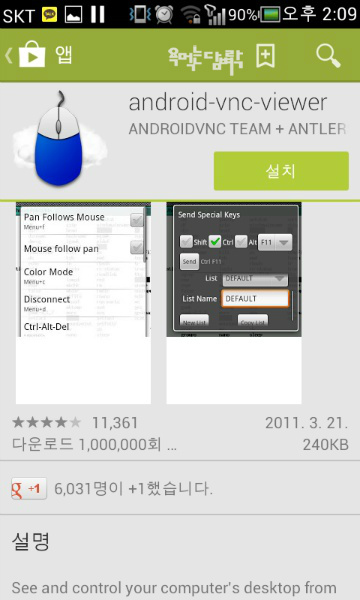 SKT 90% 오후 2:09
앱
android-vnc-viewer
ANDROIDVNC TEAM + ANTLER
설치
Pan Follows Mouse
Menu+f
Mouse follow pan
Color Mode
Menu+c
Disconnect
Menu+d
Ctrl-Alt-Del
Send Special Keys
Shift Ctrl Alt F11
Send Ctrl F11
List DEFAULT
List Name DEFAULT
New List Copy List
11,361
2011. 3. 21.
다운로드 1,000,000회 ...
240KB
g +1 6,031명이 +1했습니다.
설명
See and control your computer's desktop from